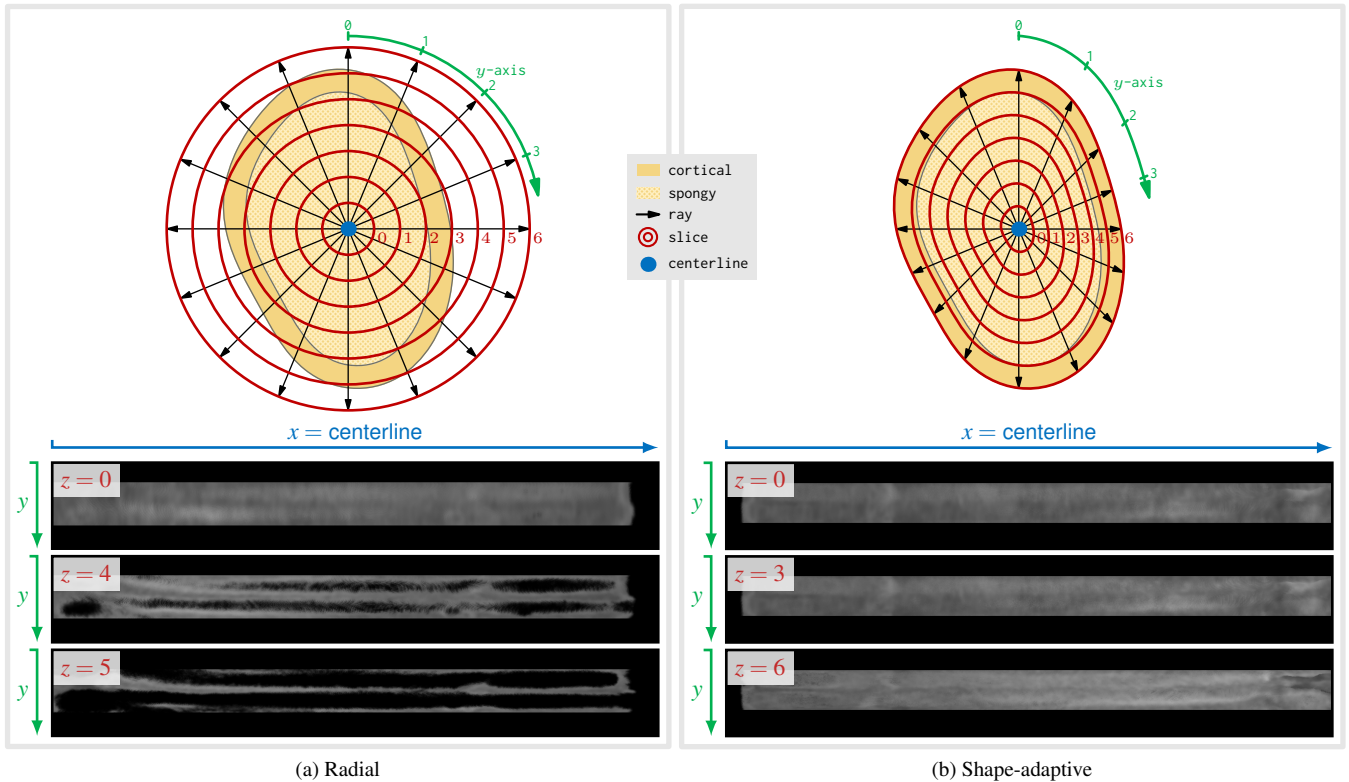 0
1
y-axis
2
3
0 1 2 3 4 5 6
cortical
spongy
ray
slice
centerline
0
1
y-axis
2
3
0 1 2 3 4 5 6
x = centerline
y
z = 0
y
z = 4
y
z = 5
x = centerline
y
z = 0
y
z = 3
y
z = 6
(a) Radial
(b) Shape-adaptive